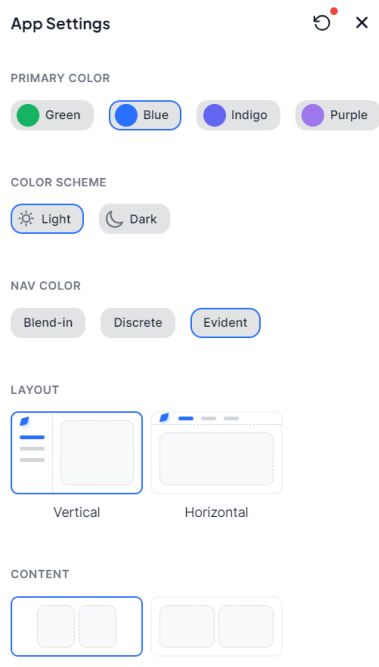 App Settings
PRIMARY COLOR
Green Blue Indigo Purple
COLOR SCHEME
Light Dark
NAV COLOR
Blend-in Discrete Evident
LAYOUT
Vertical Horizontal
CONTENT